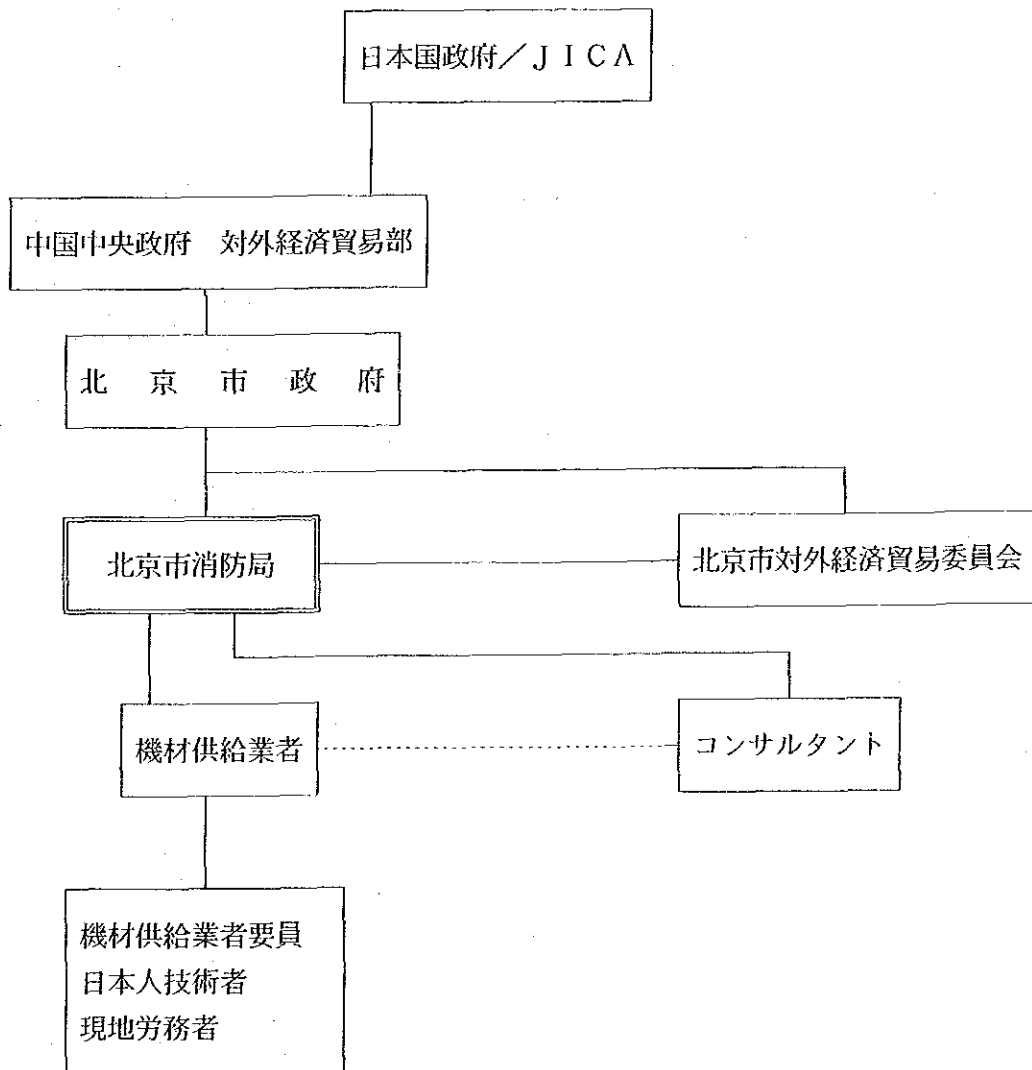 日本国政府／ＪＩＣＡ
中国中央政府　対外経済貿易部
北　京　市　政　府
北京市消防局
北京市対外経済貿易委員会
機材供給業者
コンサルタント
機材供給業者要員
日本人技術者
現地労務者